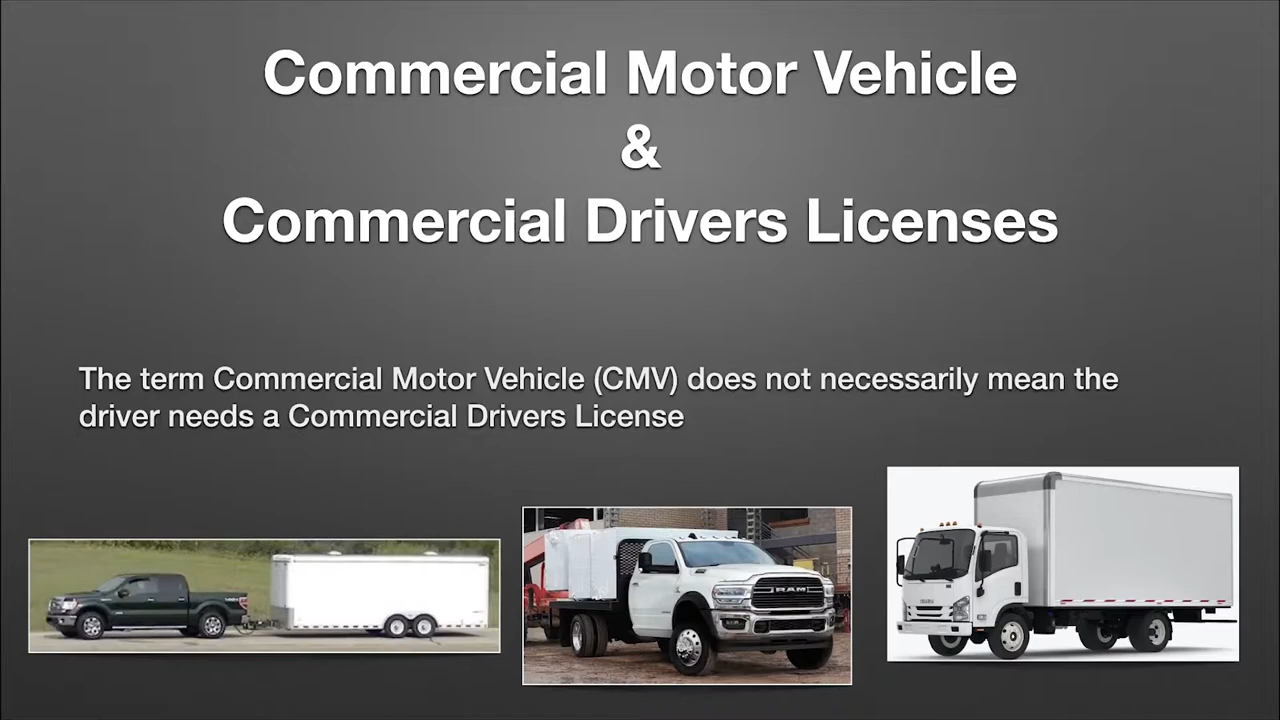 Commercial Motor Vehicle
&
Commercial Drivers Licenses
The term Commercial Motor Vehicle (CMV) does not necessarily mean the
driver needs a Commercial Drivers License
RAM
ISUZU